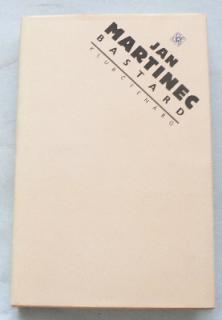 JAN
MARTINEC
BASTARD
KLUB ČTENÁŘŮ